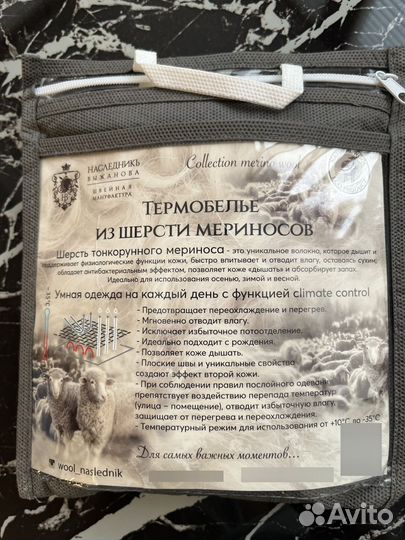 НАСЛЕДНИКЪ
ВЫЖАНОВА
ШВЕЙНАЯ
МАНУФАКТУРА
Collection merino wool
ТЕРМОБЕЛЬЕ
ИЗ ШЕРСТИ МЕРИНОСОВ
Шерсть тонкорунного мериноса - это уникальное волокно, которое дышит и
поддерживает физиологические функции кожи, быстро впитывает и отводит влагу, оставаясь сухим;
обладает антибактериальным эффектом, позволяет коже «дышать» и абсорбирует запах.
Идеально для использования осенью, зимой и весной.
Умная одежда на каждый день с функцией climate control
- Предотвращает переохлаждение и перегрев.
- Мгновенно отводит влагу.
- Исключает избыточное потоотделение.
- Идеально подходит с рождения.
- Позволяет коже дышать.
- Плоские швы и уникальные свойства
создают эффект второй кожи.
- При соблюдении правил послойного одевания
препятствует воздействию перепада температур
(улица – помещение), отводит избыточную влагу,
защищает от перегрева и переохлаждения.
- Температурный режим для использования от +10°C до -35°C
Для самых важных моментов...
wool_naslednik
Avito